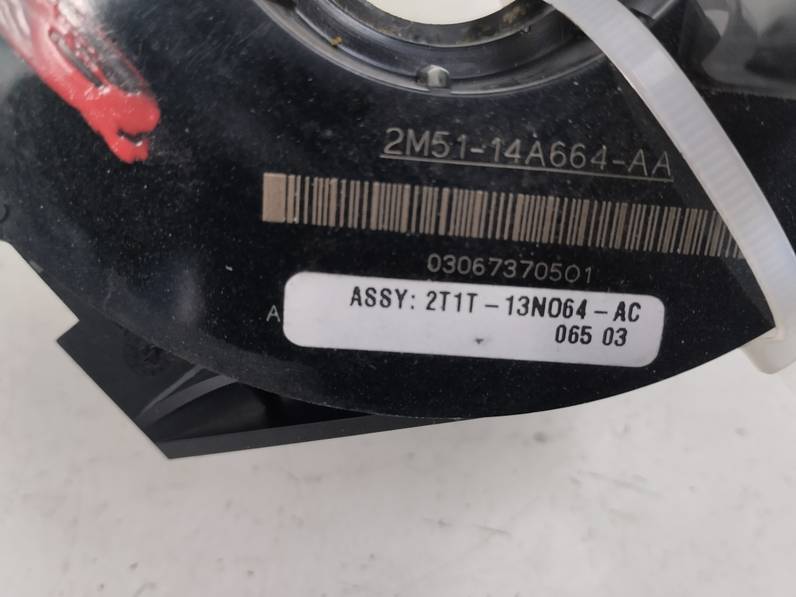 2M51-14A664-AA
03067370501
A
ASSY: 2T1T-13N064-AC
065 03